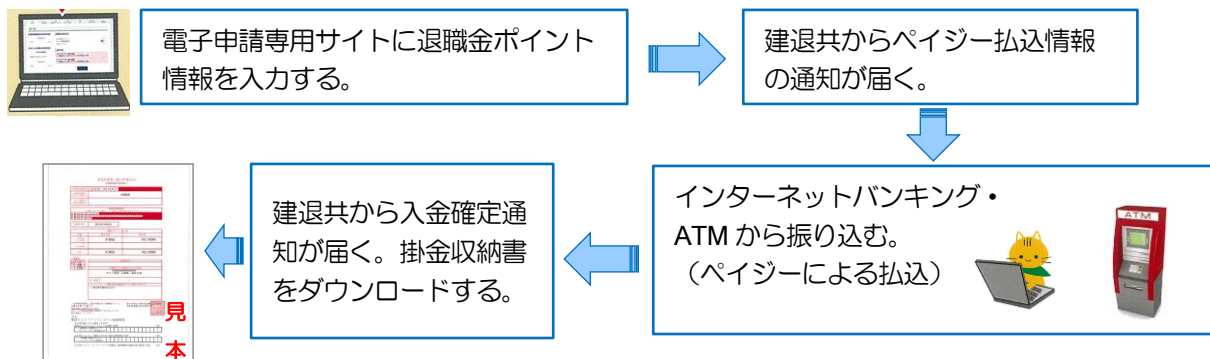 電子申請専用サイトに退職金ポイント
情報を入力する。
建退共からペイジー払込情報
の通知が届く。
インターネットバンキング・
ATM から振り込む。
（ペイジーによる払込）
ATM
建退共から入金確定通
知が届く。掛金収納書
をダウンロードする。
見
本